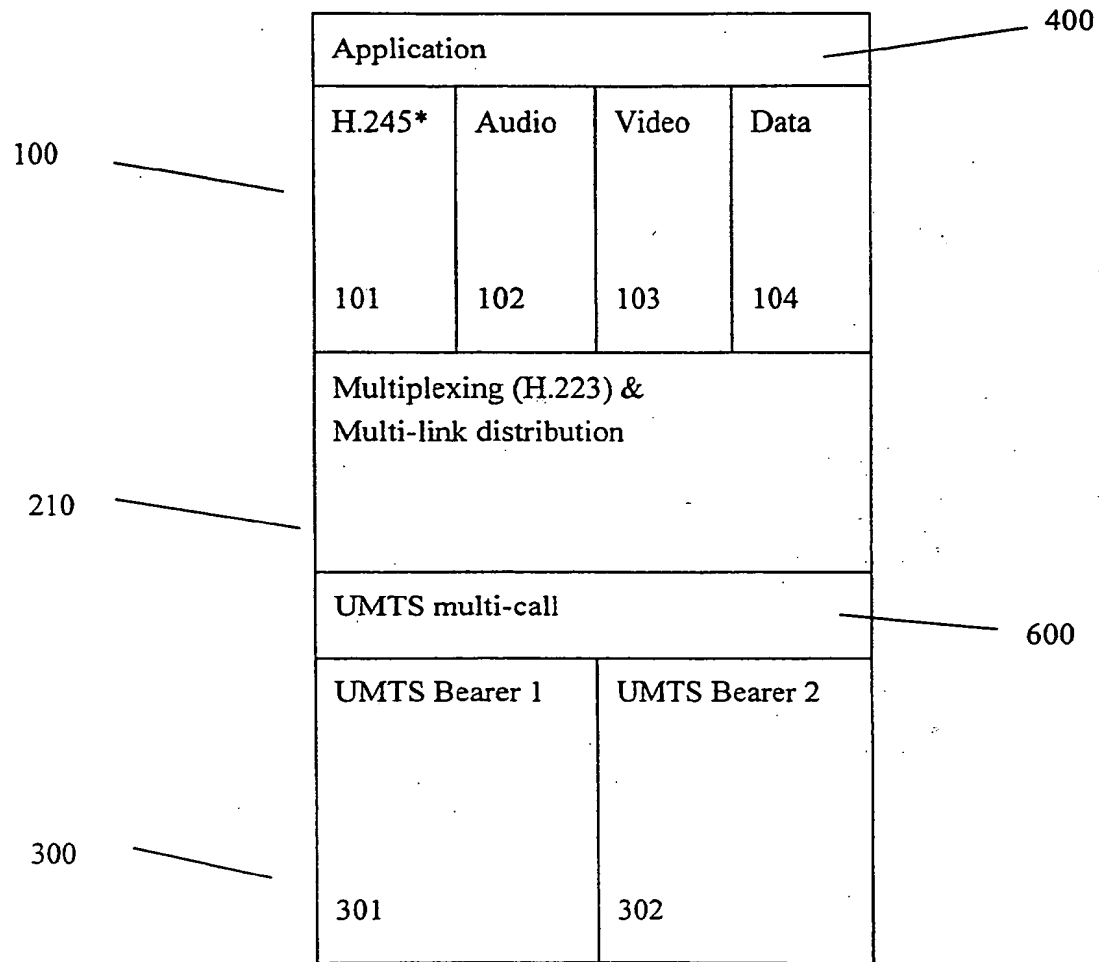 400
Application
H.245* Audio Video Data
100
101 102 103 104
Multiplexing (H.223) &
Multi-link distribution
210
UMTS multi-call
600
UMTS Bearer 1 UMTS Bearer 2
300
301 302